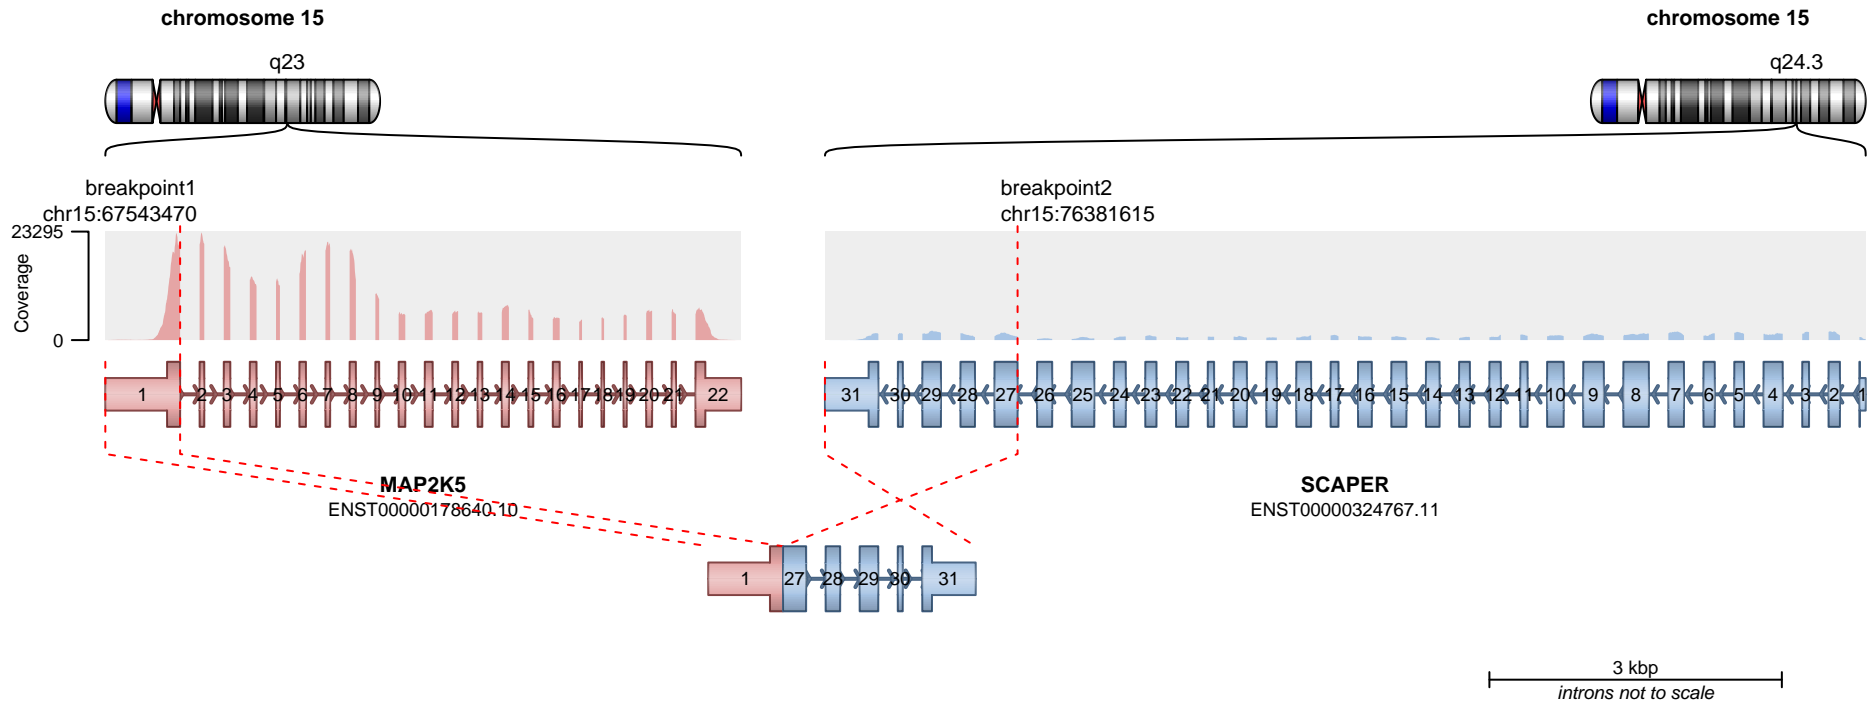 chromosome 15
chromosome 15
q23
q24.3
breakpoint1
chr15:67543470
breakpoint2
chr15:76381615
23295
Coverage
0
1 2 3 4 5 6 7 8 9 10 11 12 13 14 15 16 17 18 19 20 21 22
31 30 29 28 27 26 25 24 23 22 21 20 19 18 17 16 15 14 13 12 11 10 9 8 7 6 5 4 3 2 1
MAP2K5
ENST00000178640.10
SCAPER
ENST00000324767.11
1 27 28 29 30 31
3 kbp
introns not to scale